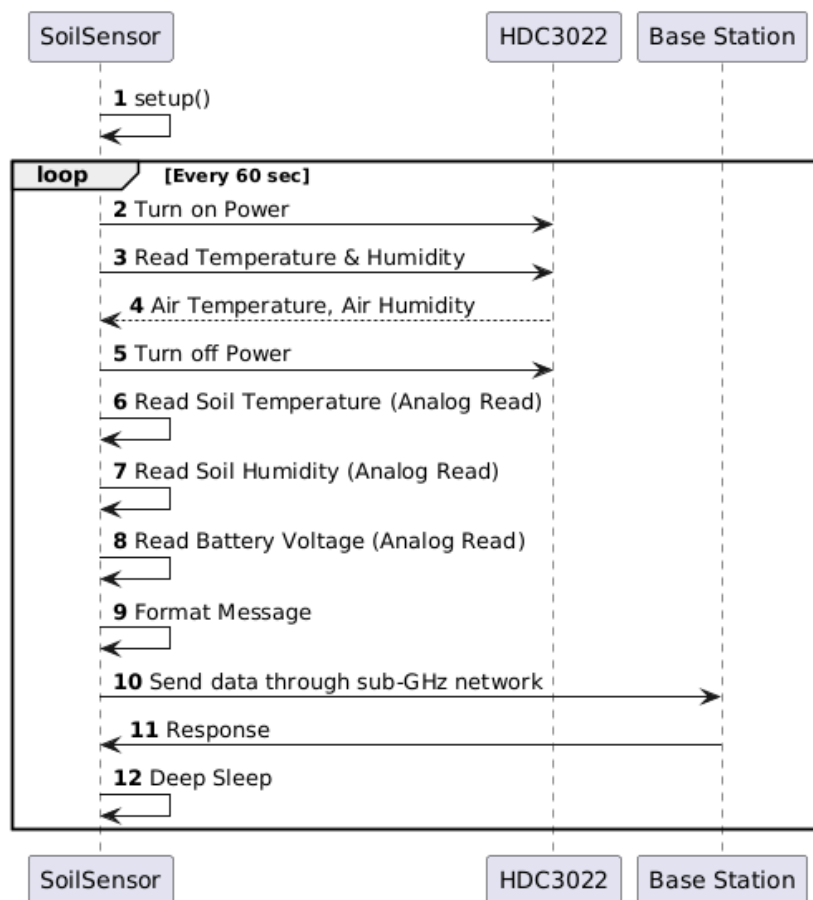 SoilSensor HDC3022 Base Station
1 setup()
loop [Every 60 sec]
2 Turn on Power
3 Read Temperature & Humidity
4 Air Temperature, Air Humidity
5 Turn off Power
6 Read Soil Temperature (Analog Read)
7 Read Soil Humidity (Analog Read)
8 Read Battery Voltage (Analog Read)
9 Format Message
10 Send data through sub-GHz network
11 Response
12 Deep Sleep
SoilSensor HDC3022 Base Station